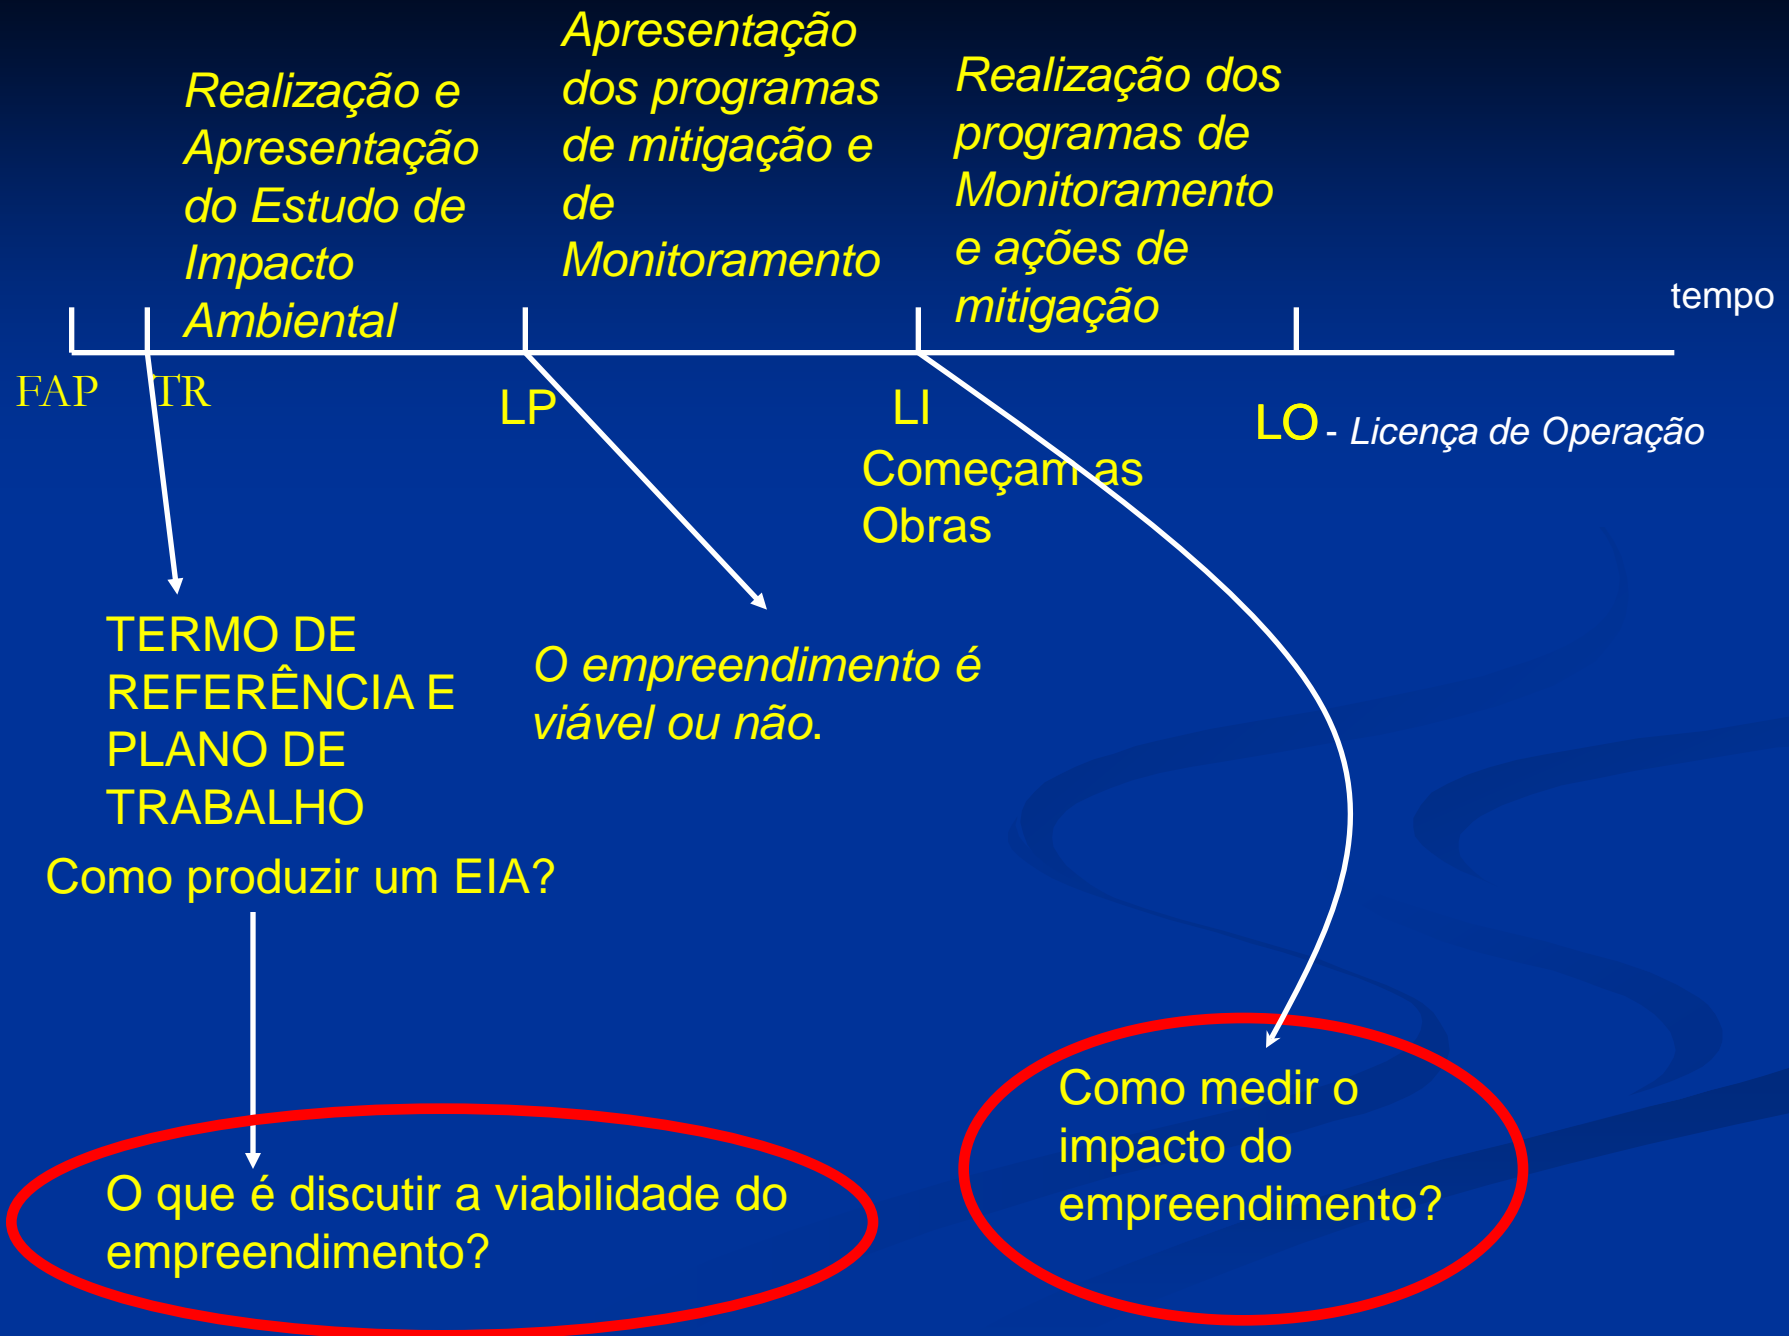 Realização e
Apresentação
do Estudo de
Impacto
Ambiental
Apresentação
dos programas
de mitigação e
de
Monitoramento
Realização dos
programas de
Monitoramento
e ações de
mitigação
tempo
FAP
TR
LP
LI
Começam as
Obras
LO - Licença de Operação
TERMO DE
REFERÊNCIA E
PLANO DE
TRABALHO
O empreendimento é
viável ou não.
Como produzir um EIA?
O que é discutir a viabilidade do
empreendimento?
Como medir o
impacto do
empreendimento?